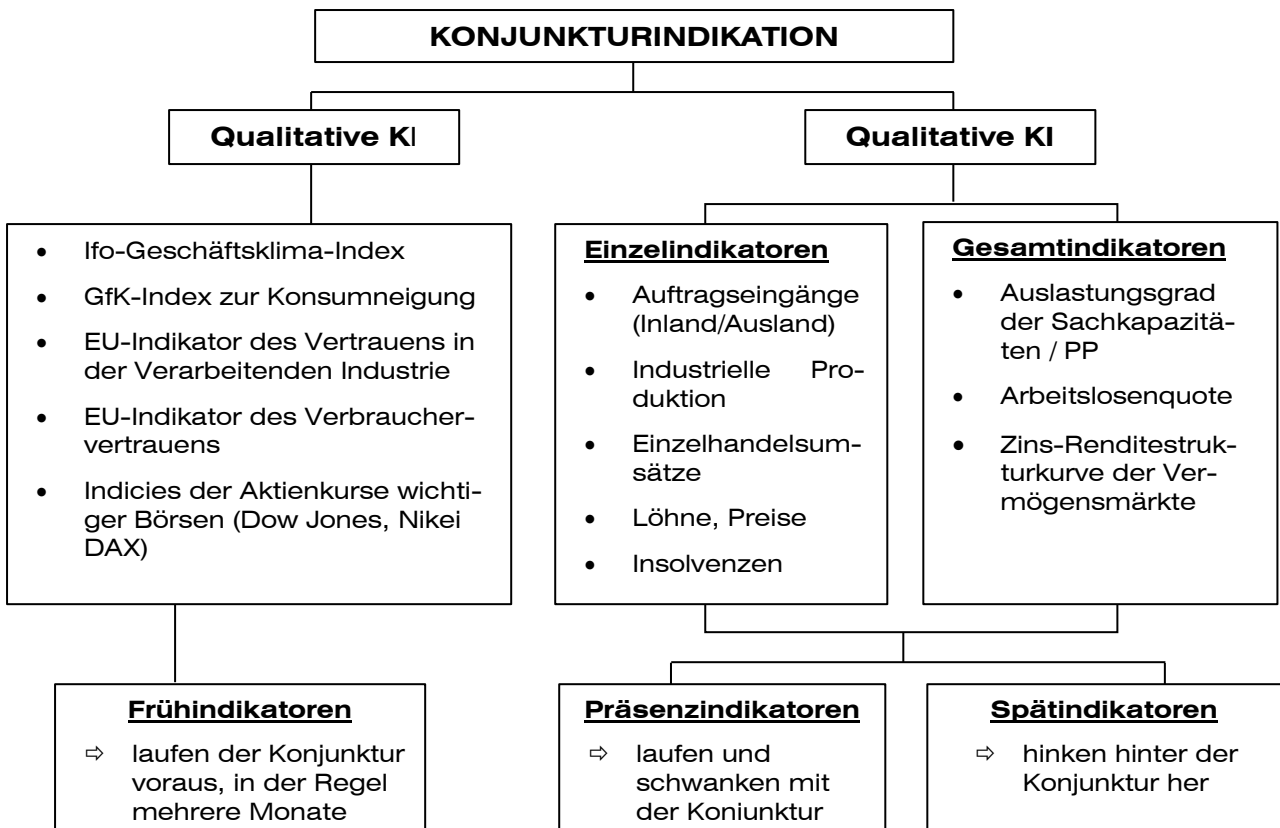 KONJUNKTURINDIKATION
Qualitative KI
Qualitative KI
• Ifo-Geschäftsklima-Index
• GfK-Index zur Konsumneigung
• EU-Indikator des Vertrauens in
der Verarbeitenden Industrie
• EU-Indikator des Verbraucher-
vertrauens
• Indicies der Aktienkurse wichti-
ger Börsen (Dow Jones, Nikei
DAX)
Einzelindikatoren
• Auftragseingänge
(Inland/Ausland)
• Industrielle Pro-
duktion
• Einzelhandelsum-
sätze
• Löhne, Preise
• Insolvenzen
Gesamtindikatoren
• Auslastungsgrad
der Sachkapazitä-
ten / PP
• Arbeitslosenquote
• Zins-Renditestruk-
turkurve der Ver-
mögensmärkte
Frühindikatoren
⇨ laufen der Konjunktur
voraus, in der Regel
mehrere Monate
Präsenzindikatoren
⇨ laufen und
schwanken mit
der Konjunktur
Spätindikatoren
⇨ hinken hinter der
Konjunktur her